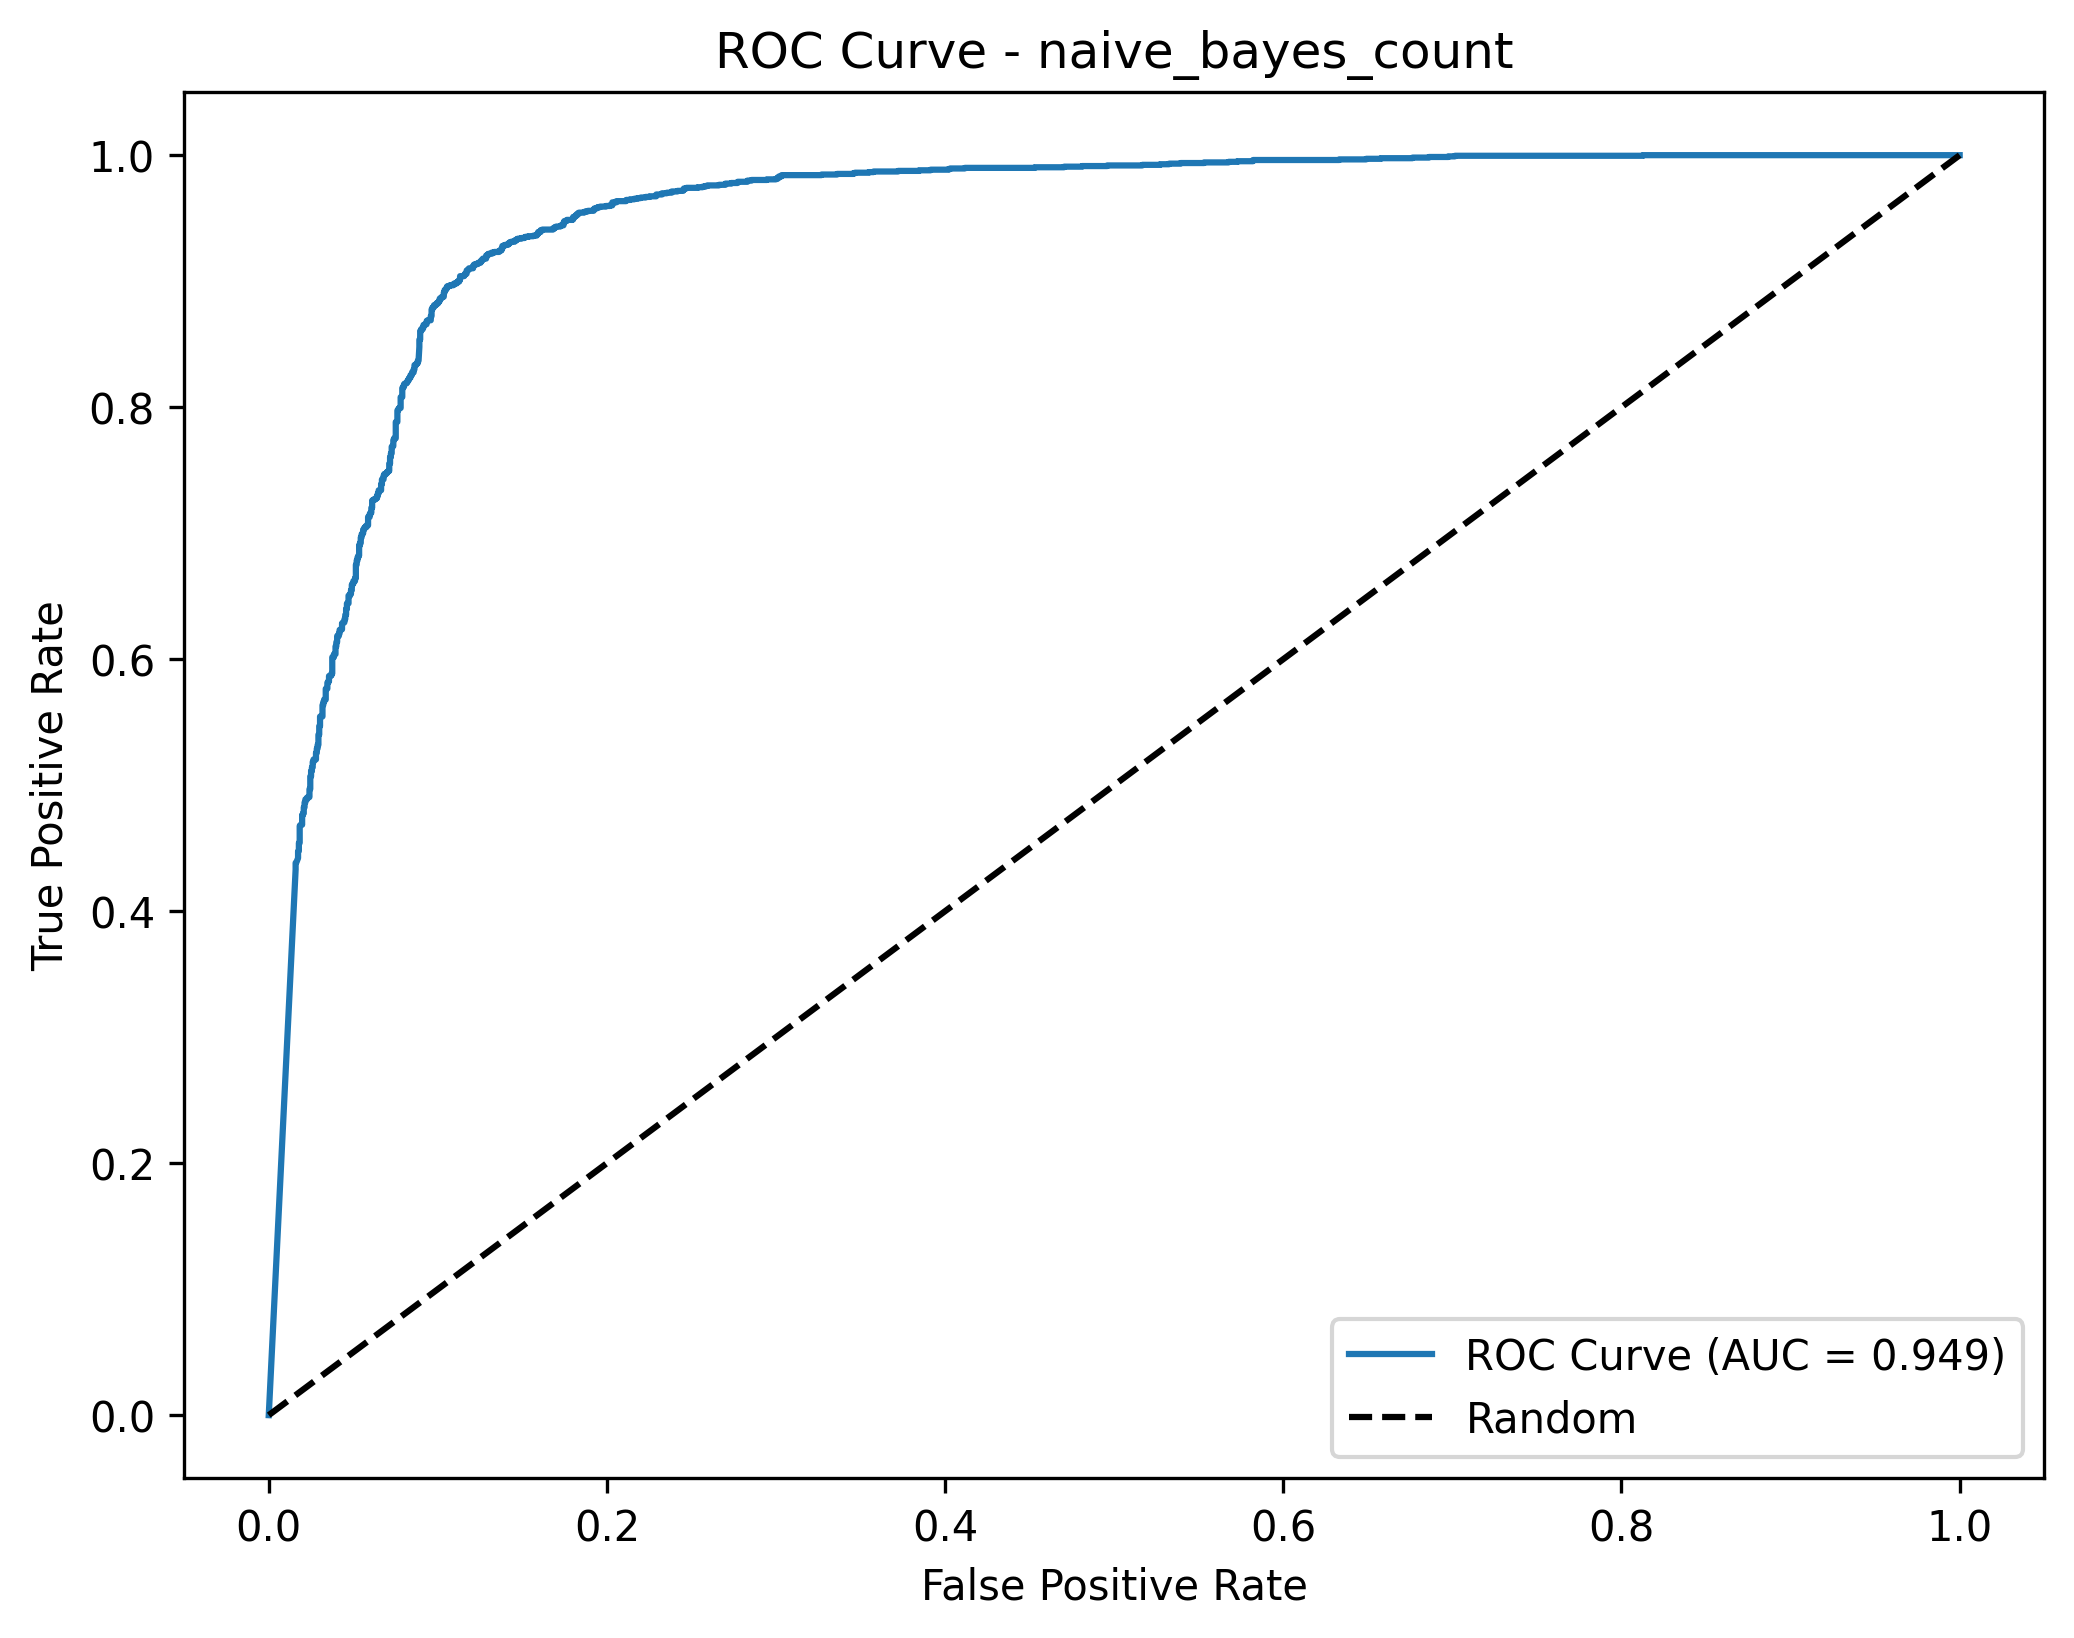 ROC Curve - naive_bayes_count
True Positive Rate
1.0
0.8
0.6
0.4
0.2
0.0
0.0 0.2 0.4 0.6 0.8 1.0
False Positive Rate
ROC Curve (AUC = 0.949)
Random